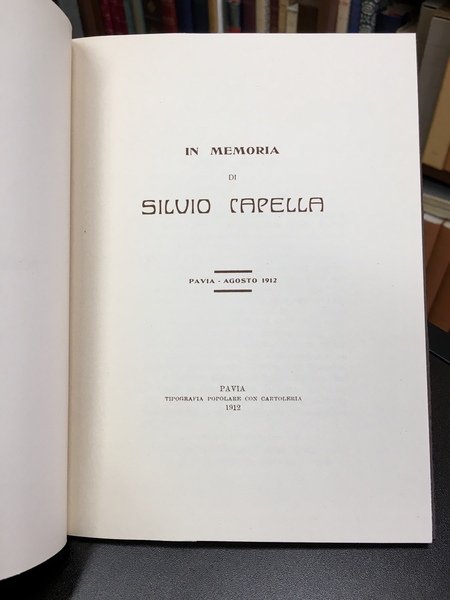 IN MEMORIA
DI
SILVIO CAPELLA
PAVIA - AGOSTO 1912
PAVIA
TIPOGRAFIA POPOLARE CON CARTOLERIA
1912